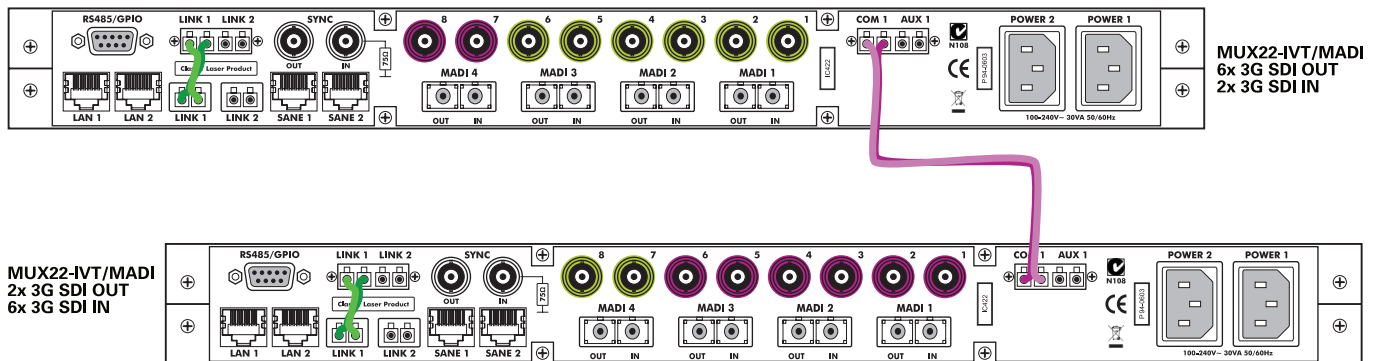 RS485/GPIO LINK 1 LINK 2 SYNC 8 7 6 5 4 3 2 1 COM 1 AUX 1 POWER 2 POWER 1
N108
OUT IN 75Ω IC422 P 94-0603
Laser Product
MADI 4 MADI 3 MADI 2 MADI 1
CE
LAN 1 LAN 2 LINK 1 LINK 2 SANE 1 SANE 2
OUT IN OUT IN OUT IN OUT IN
100-240V~ 30VA 50/60Hz
MUX22-IVT/MADI
6x 3G SDI OUT
2x 3G SDI IN
MUX22-IVT/MADI
2x 3G SDI OUT
6x 3G SDI IN
RS485/GPIO LINK 1 LINK 2 SYNC 8 7 6 5 4 3 2 1 AUX 1 POWER 2 POWER 1
N108
OUT IN 75Ω IC422 P 94-0603
Laser Product
MADI 4 MADI 3 MADI 2 MADI 1
CE
LAN 1 LAN 2 LINK 1 LINK 2 SANE 1 SANE 2
OUT IN OUT IN OUT IN OUT IN
100-240V~ 30VA 50/60Hz